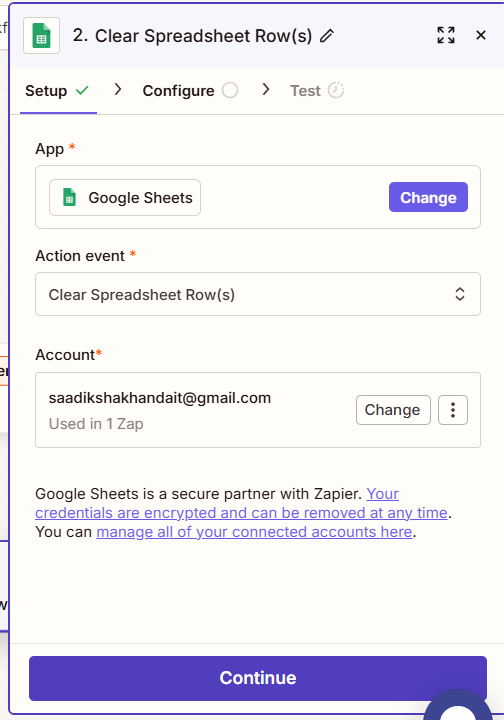 2. Clear Spreadsheet Row(s)
Setup
Configure
Test
App *
Google Sheets
Change
Action event *
Clear Spreadsheet Row(s)
Account*
saadikshakhandait@gmail.com
Used in 1 Zap
Change
Google Sheets is a secure partner with Zapier. Your
credentials are encrypted and can be removed at any time.
You can manage all of your connected accounts here.
Continue